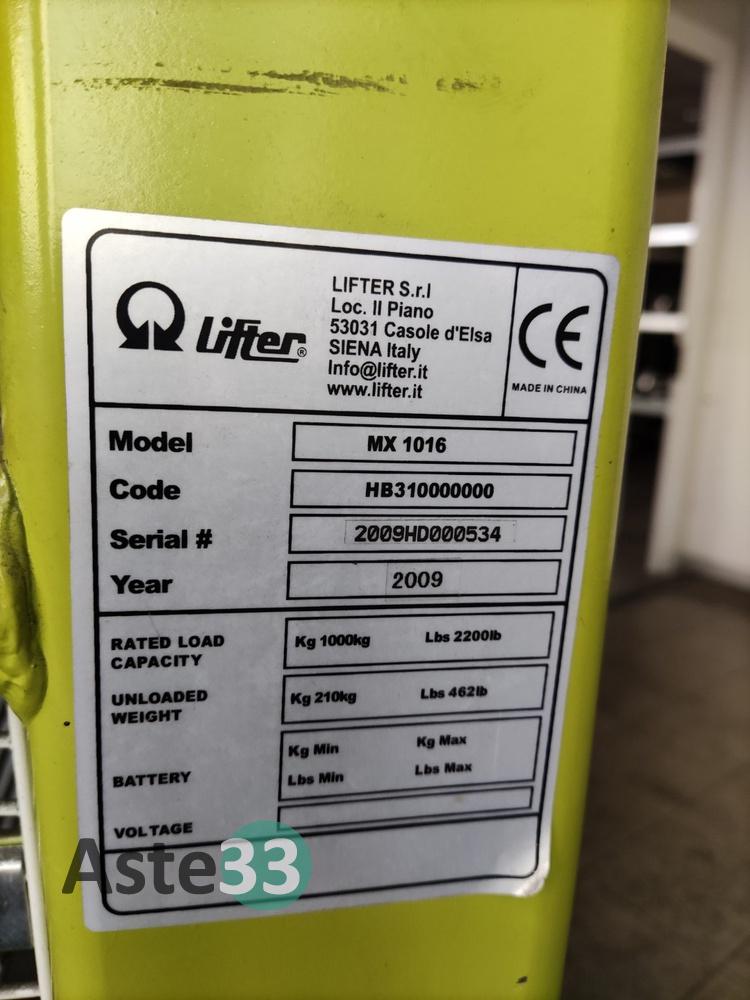 Lifter®
LIFTER S.r.l
Loc. Il Piano
53031 Casole d'Elsa
SIENA Italy
Info@lifter.it
www.lifter.it
CE
MADE IN CHINA
Model MX 1016
Code HB310000000
Serial # 2009HD000534
Year 2009
RATED LOAD CAPACITY Kg 1000kg Lbs 2200lb
UNLOADED WEIGHT Kg 210kg Lbs 462lb
BATTERY Kg Min Kg Max
Lbs Min Lbs Max
VOLTAGE
Aste33